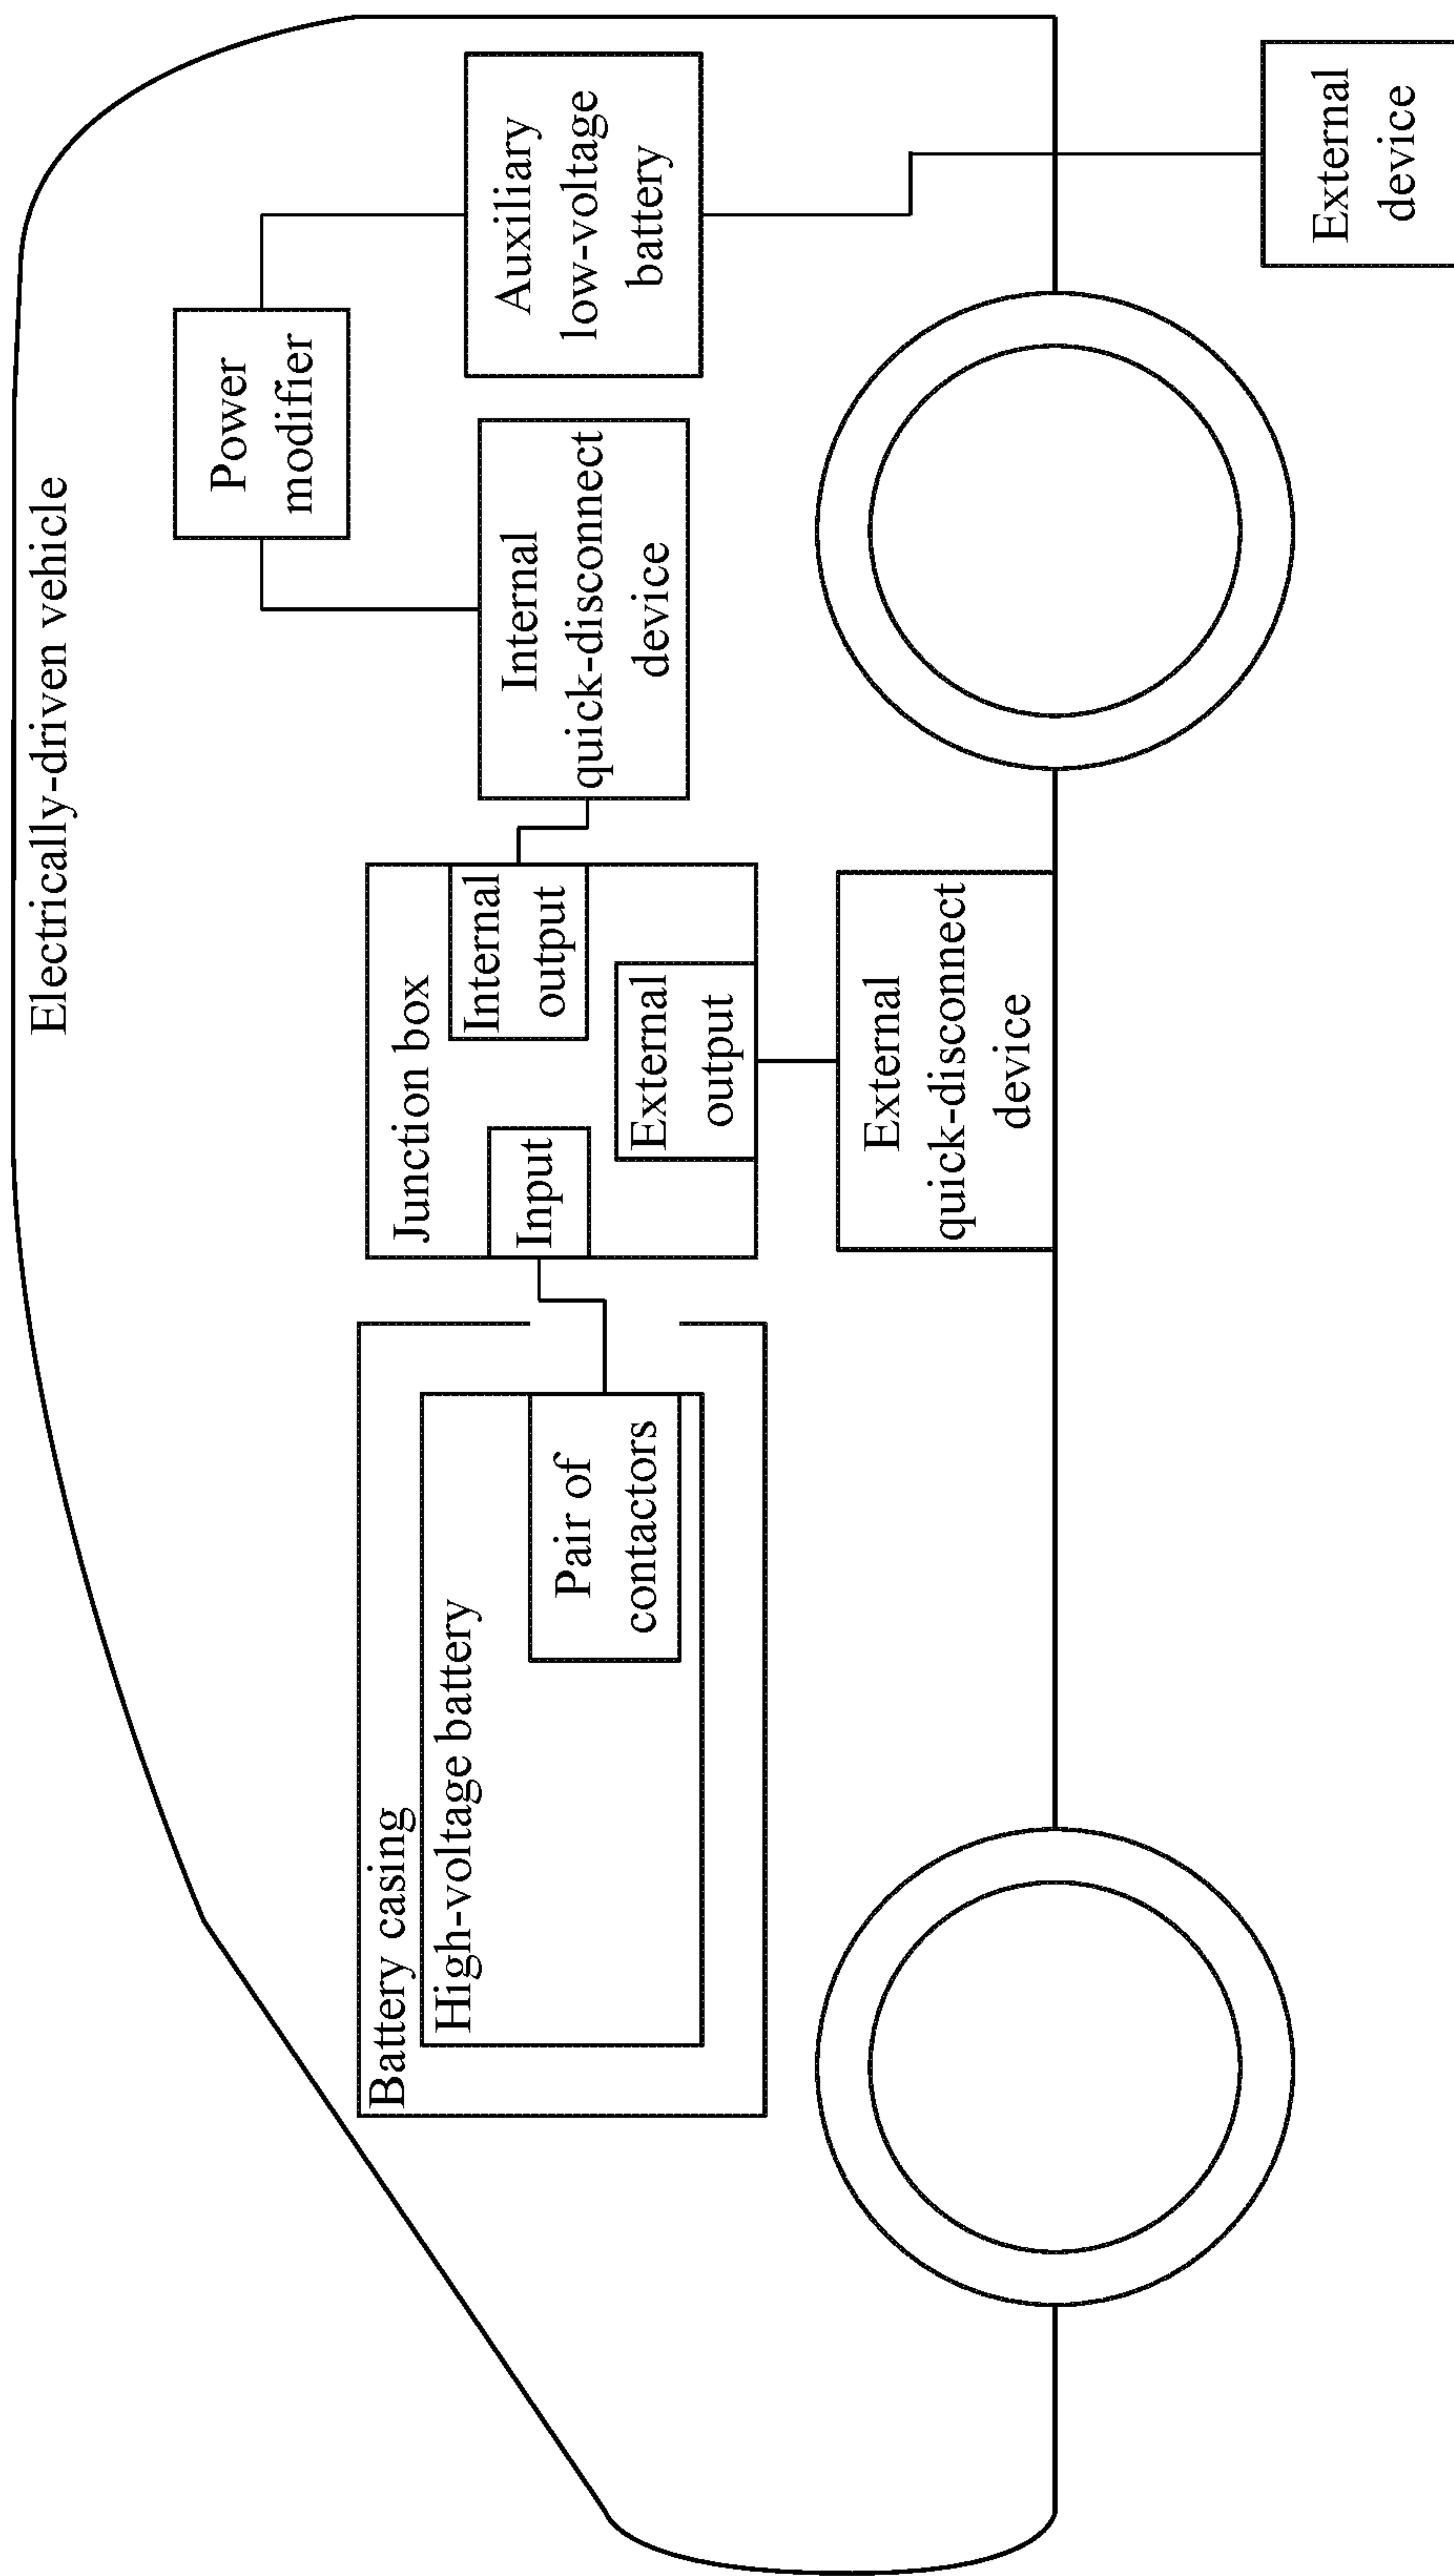 Electrically-driven vehicle
Battery casing
High-voltage battery
Pair of
contactors
Junction box
Input
Internal
output
External
output
External
quick-disconnect
device
Internal
quick-disconnect
device
Power
modifier
Auxiliary
low-voltage
battery
External
device